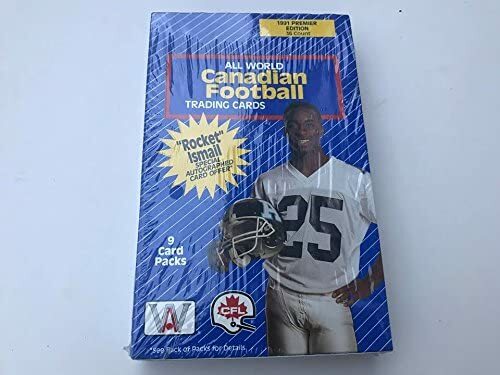 1991 PREMIER
EDITION
36 Count
ALL WORLD
Canadian
Football
TRADING CARDS
"Rocket"
Ismail
SPECIAL
AUTOGRAPHED
CARD OFFER*
25
9
Card
Packs
WA
CFL
*See Back of Packs for Details